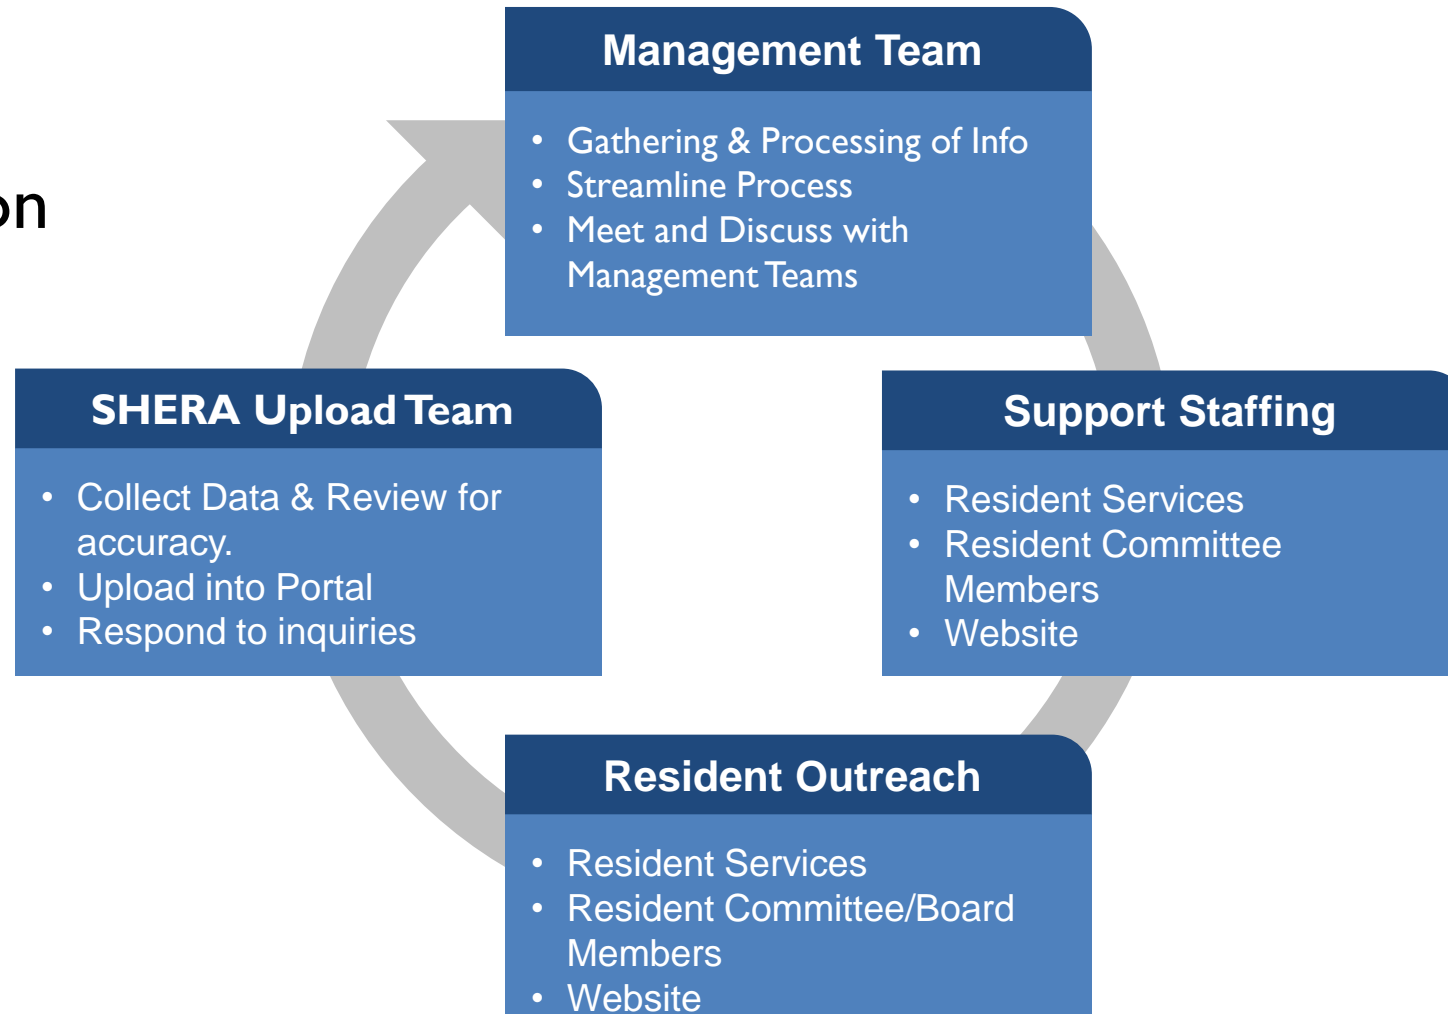 on
Management Team
• Gathering & Processing of Info
• Streamline Process
• Meet and Discuss with
Management Teams
SHERA Upload Team
• Collect Data & Review for
accuracy.
• Upload into Portal
• Respond to inquiries
Support Staffing
• Resident Services
• Resident Committee
Members
• Website
Resident Outreach
• Resident Services
• Resident Committee/Board
Members
• Website